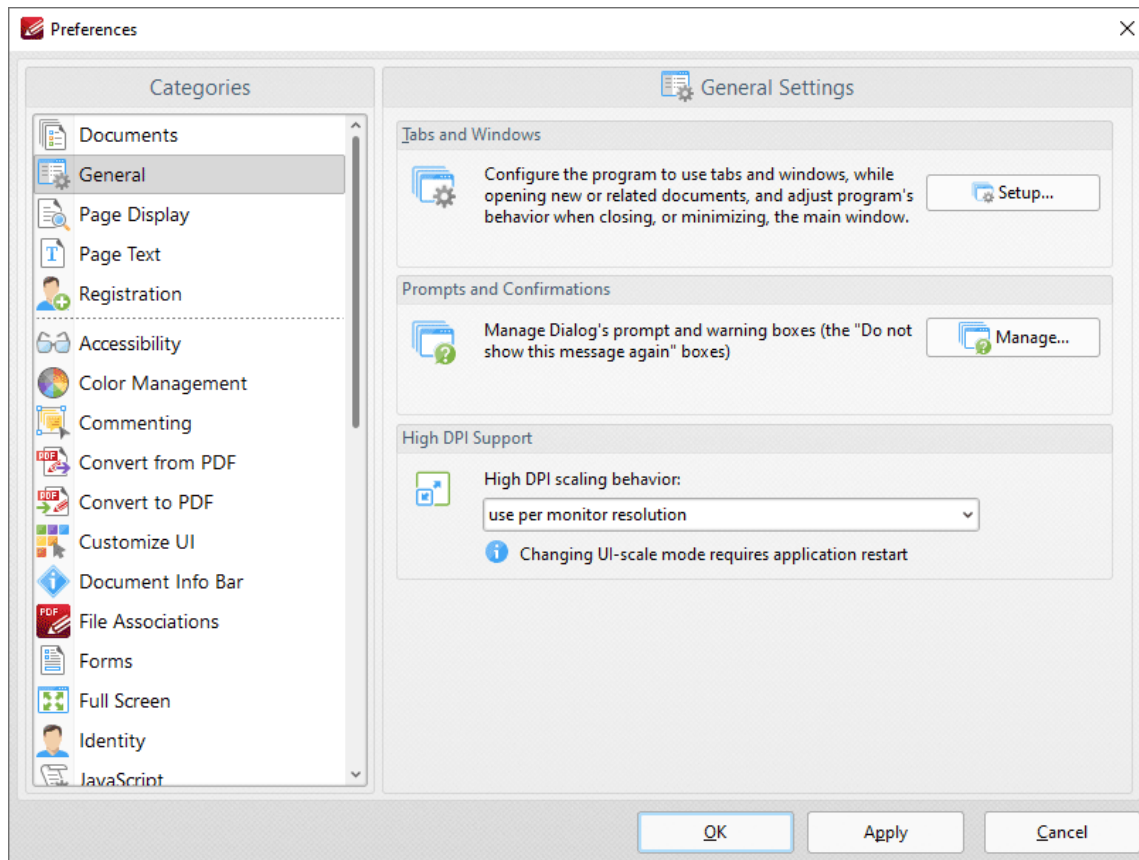 Preferences
Categories
Documents
General
Page Display
Page Text
Registration
Accessibility
Color Management
Commenting
Convert from PDF
Convert to PDF
Customize UI
Document Info Bar
File Associations
Forms
Full Screen
Identity
JavaScript
General Settings
Tabs and Windows
Configure the program to use tabs and windows, while
opening new or related documents, and adjust program's
behavior when closing, or minimizing, the main window.
Setup...
Prompts and Confirmations
Manage Dialog's prompt and warning boxes (the "Do not
show this message again" boxes)
Manage...
High DPI Support
High DPI scaling behavior:
use per monitor resolution
Changing UI-scale mode requires application restart
OK
Apply
Cancel